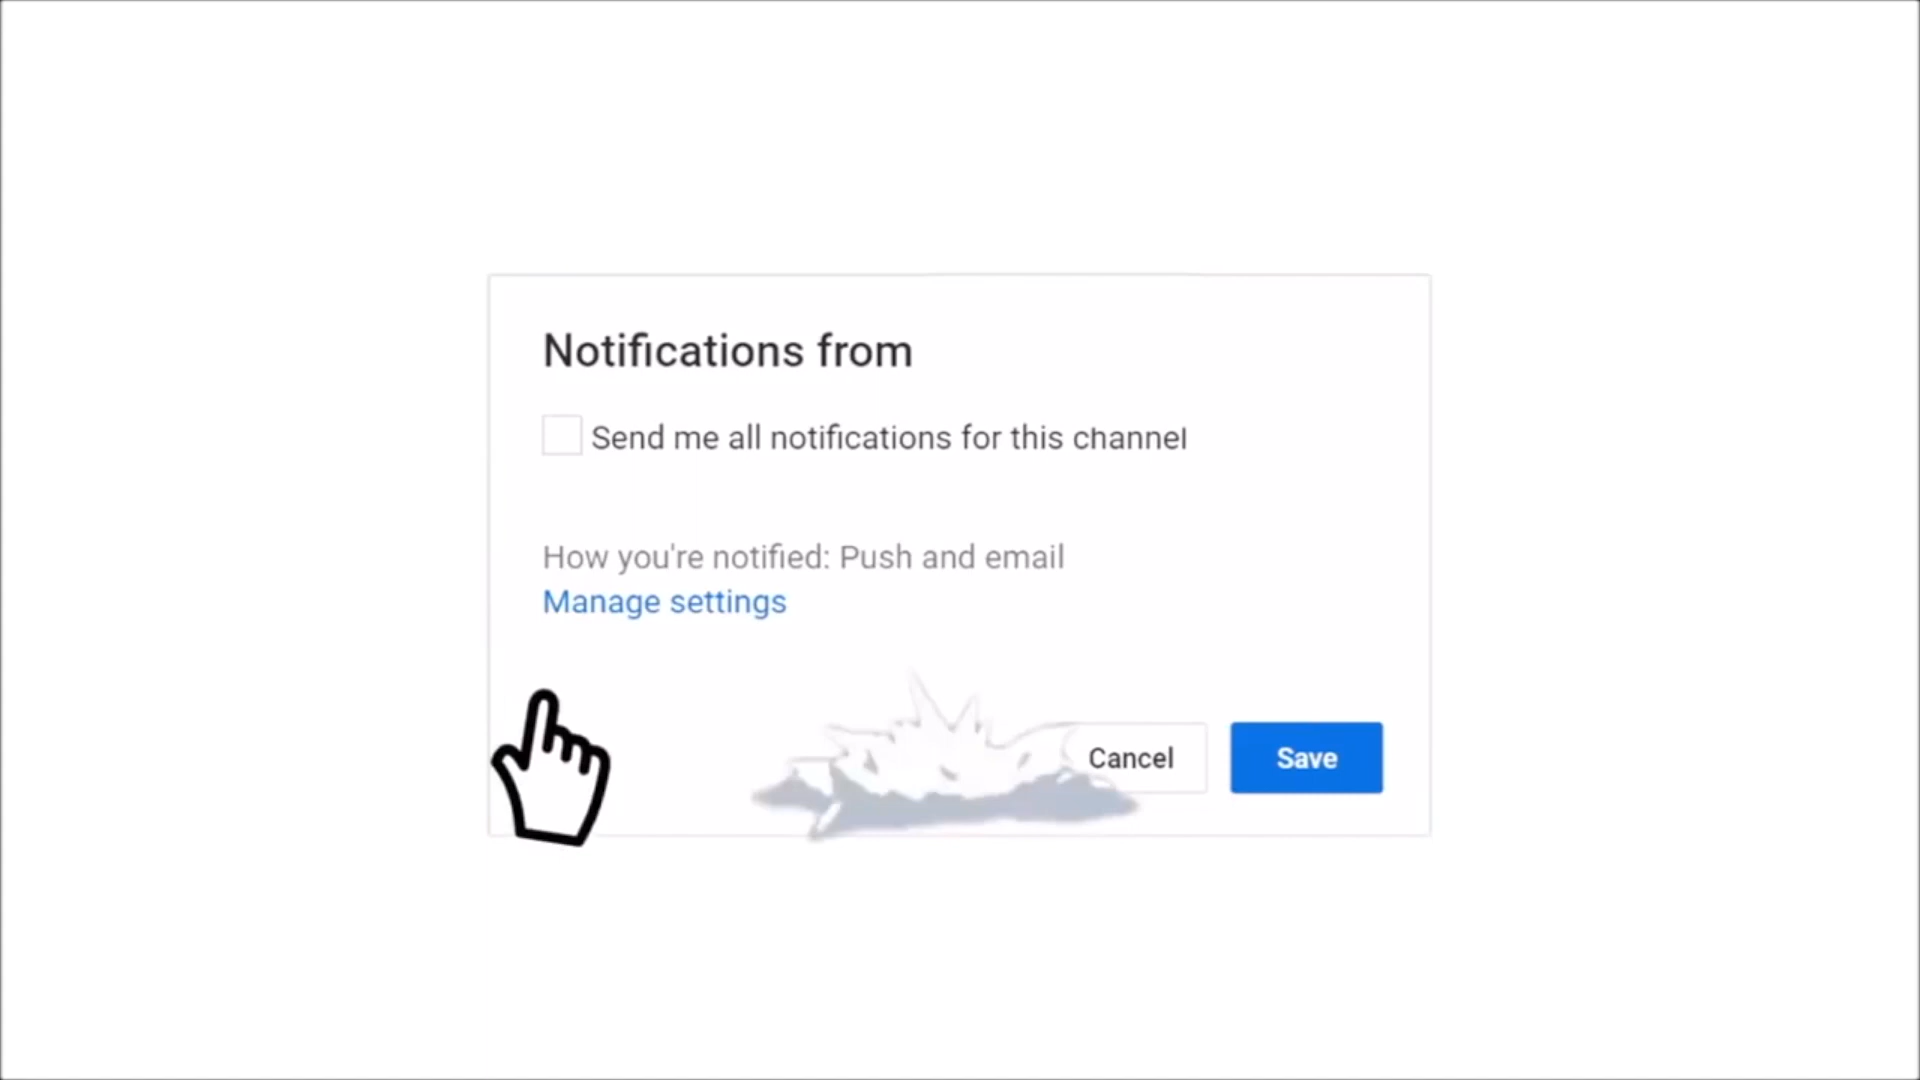 Notifications from
Send me all notifications for this channel
How you're notified: Push and email
Manage settings
Cancel
Save